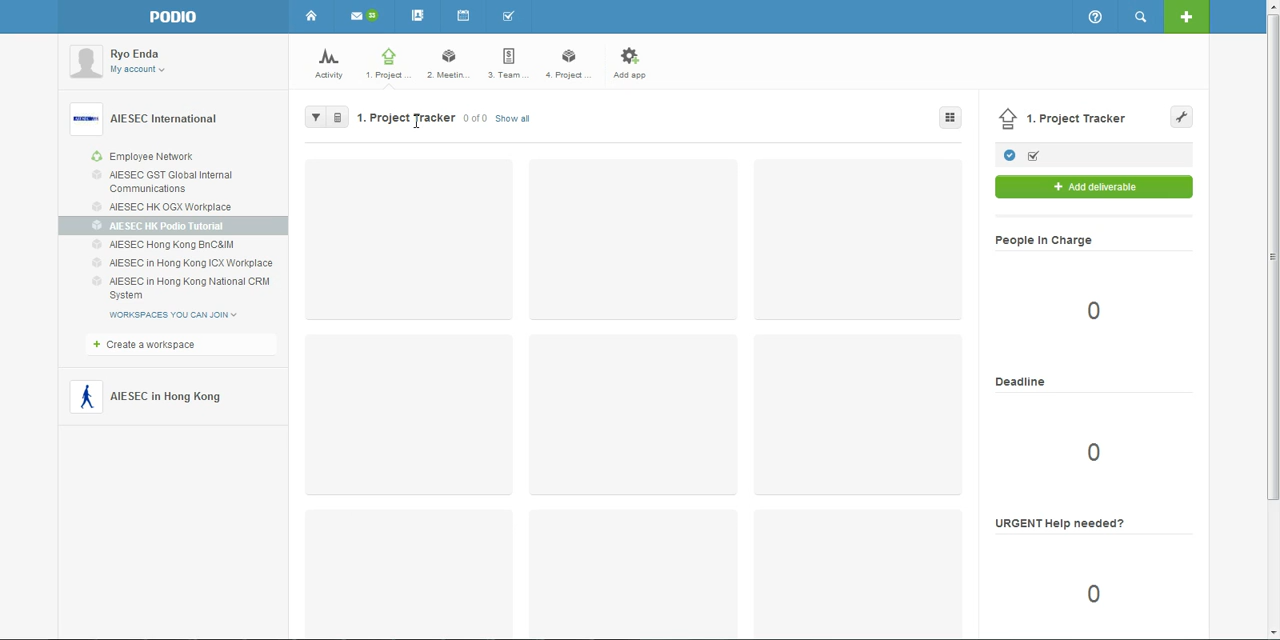 PODIO
33
Ryo Enda
My account
Activity
1. Project ...
2. Meetin...
3. Team ...
4. Project ...
Add app
AIESEC International
Employee Network
AIESEC GST Global Internal
Communications
AIESEC HK OGX Workplace
AIESEC HK Podio Tutorial
AIESEC Hong Kong BnC&IM
AIESEC in Hong Kong ICX Workplace
AIESEC in Hong Kong National CRM
System
WORKSPACES YOU CAN JOIN
+ Create a workspace
AIESEC in Hong Kong
1. Project Tracker 0 of 0 Show all
1. Project Tracker
+ Add deliverable
People In Charge
0
Deadline
0
URGENT Help needed?
0